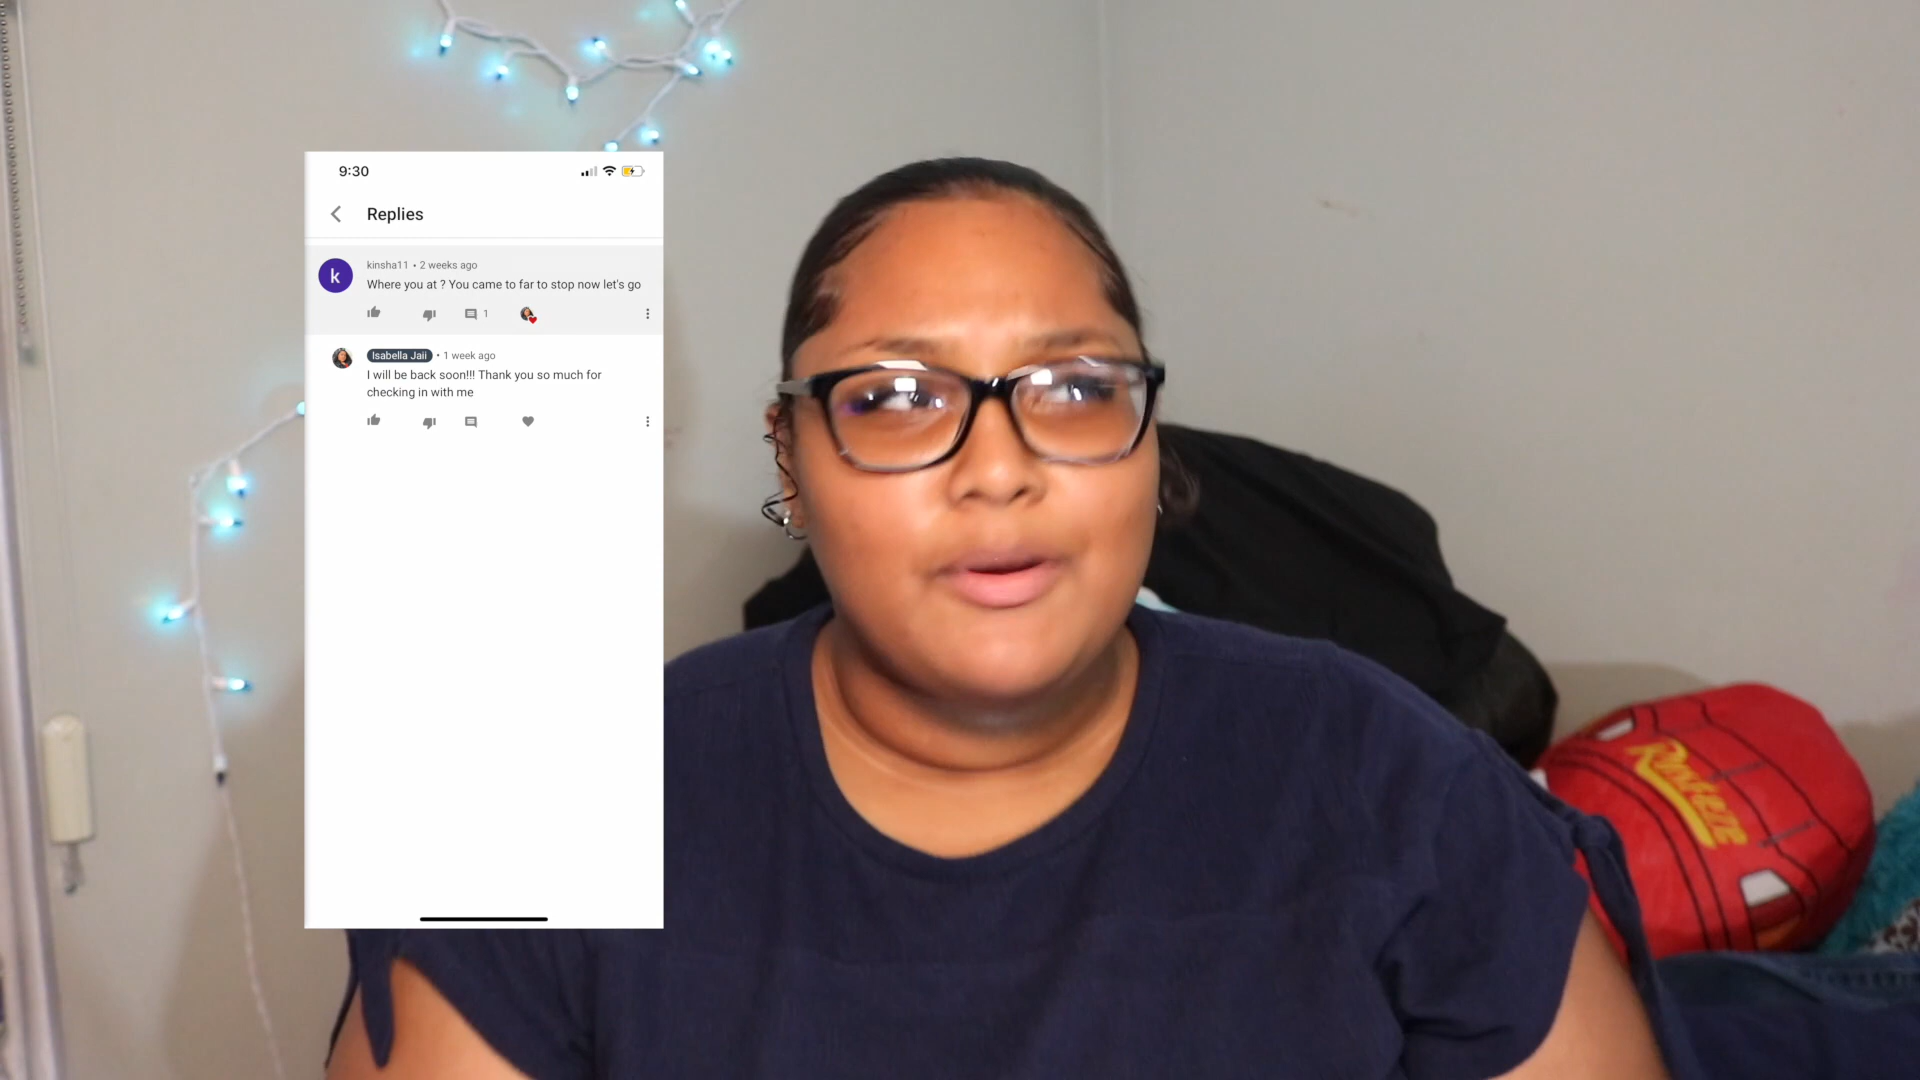 9:30
Replies
kinsha11 • 2 weeks ago
Where you at ? You came to far to stop now let's go
1
Isabella Jaii • 1 week ago
I will be back soon!!! Thank you so much for
checking in with me
Rust-eze